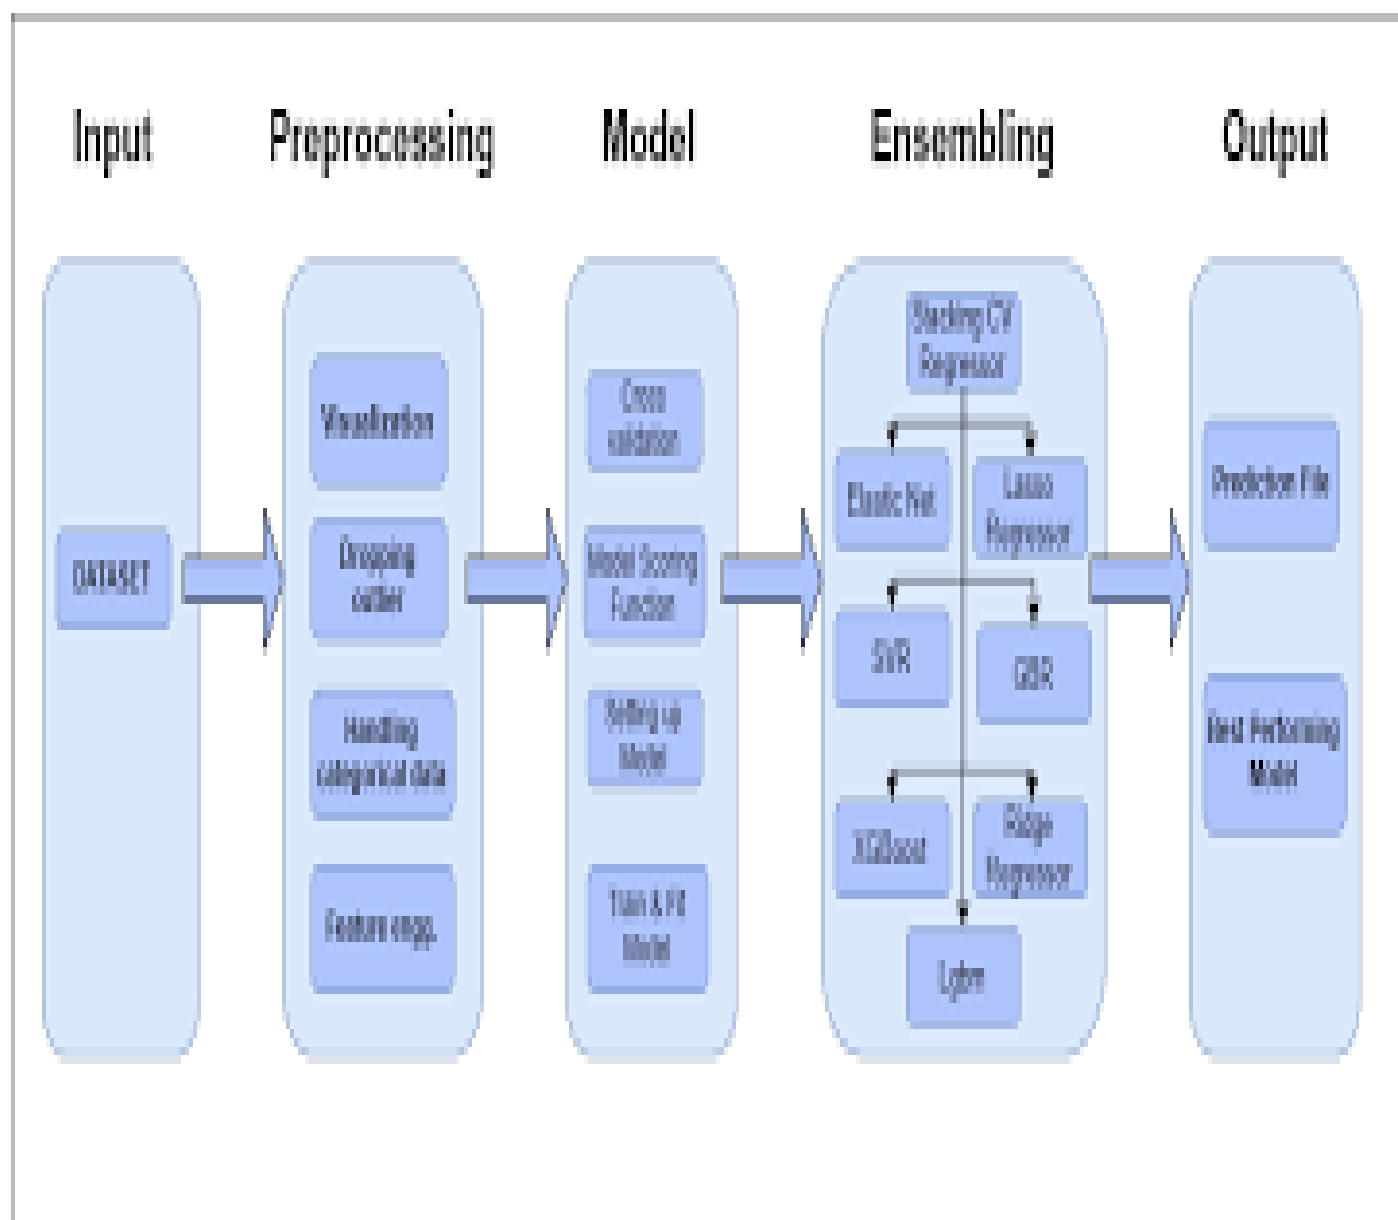 Input
Preprocessing
Model
Ensembling
Output
DATASET
Visualization
Dropping
outlier
Handling
categorical data
Feature engg.
Cross
validation
Model Scoring
Function
Setting up
Model
Train & Fit
Model
Stacking CV
Regressor
Elastic Net
Lasso
Regressor
SVR
GBR
XGBoost
Ridge
Regressor
Lgbm
Prediction File
Best Performing
Model